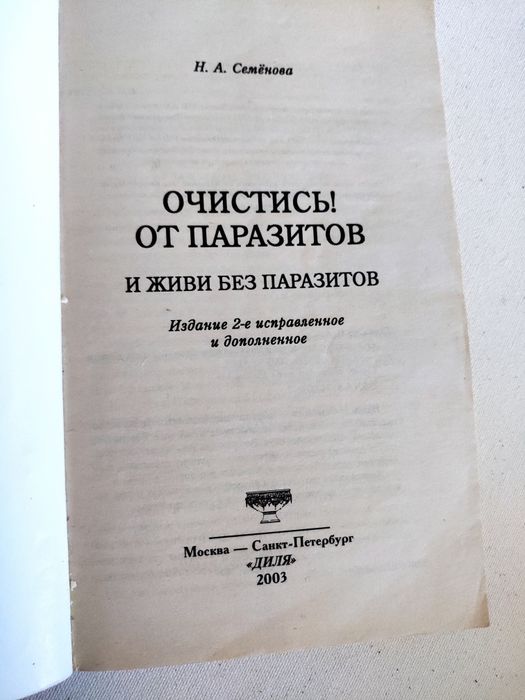 Н. А. Семёнова
ОЧИСТИСЬ!
ОТ ПАРАЗИТОВ
И ЖИВИ БЕЗ ПАРАЗИТОВ
Издание 2-е исправленное
и дополненное
Москва — Санкт-Петербург
«ДИЛЯ»
2003